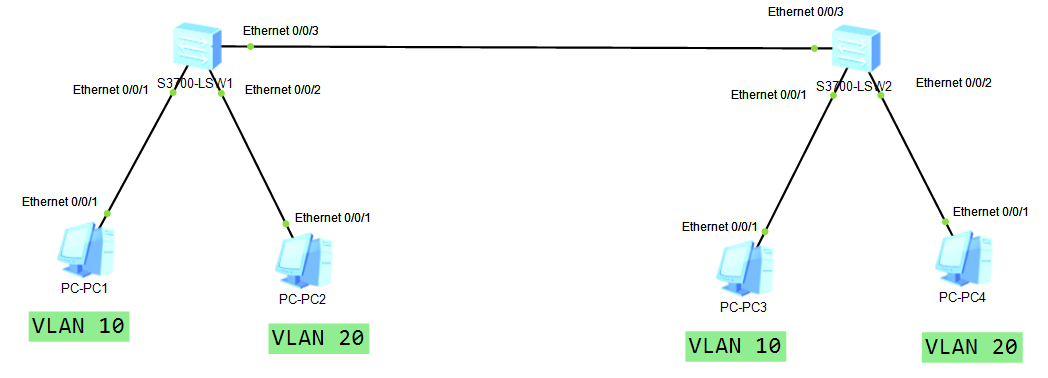 Ethernet 0/0/3
Ethernet 0/0/3
S3700-LSW1
S3700-LSW2
Ethernet 0/0/1
Ethernet 0/0/2
Ethernet 0/0/1
Ethernet 0/0/2
Ethernet 0/0/1
Ethernet 0/0/1
Ethernet 0/0/1
Ethernet 0/0/1
PC-PC1
PC-PC2
PC-PC3
PC-PC4
VLAN 10
VLAN 20
VLAN 10
VLAN 20